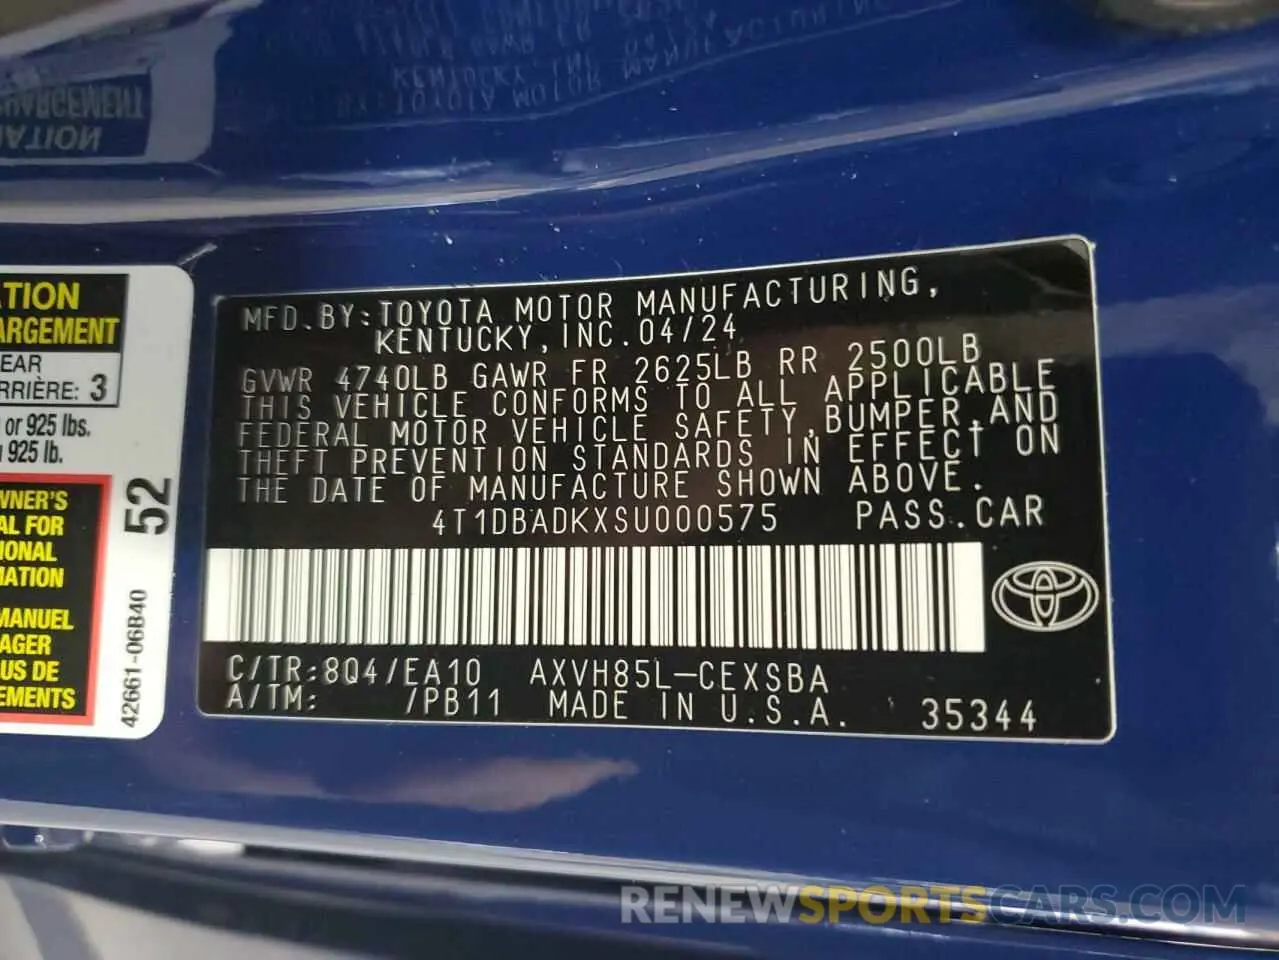 MFD.BY:TOYOTA MOTOR MANUFACTURING,
KENTUCKY,INC.04/24
GVWR 4740LB GAWR FR 2625LB RR 2500LB
THIS VEHICLE CONFORMS TO ALL APPLICABLE
FEDERAL MOTOR VEHICLE SAFETY,BUMPER,AND
THEFT PREVENTION STANDARDS IN EFFECT ON
THE DATE OF MANUFACTURE SHOWN ABOVE.
4T1DBADKXSU000575 PASS.CAR
C/TR:8Q4/EA10 AXVH85L-CEXSBA
A/TM: /PB11 MADE IN U.S.A. 35344
ATION
ARGEMENT
EAR
RRIÈRE: 3
or 925 lbs.
925 lb.
WNER'S
AL FOR
IONAL
MATION
MANUEL
AGER
US DE
EMENTS
52
42661-06B40
RENEWSPORTSCARS.COM